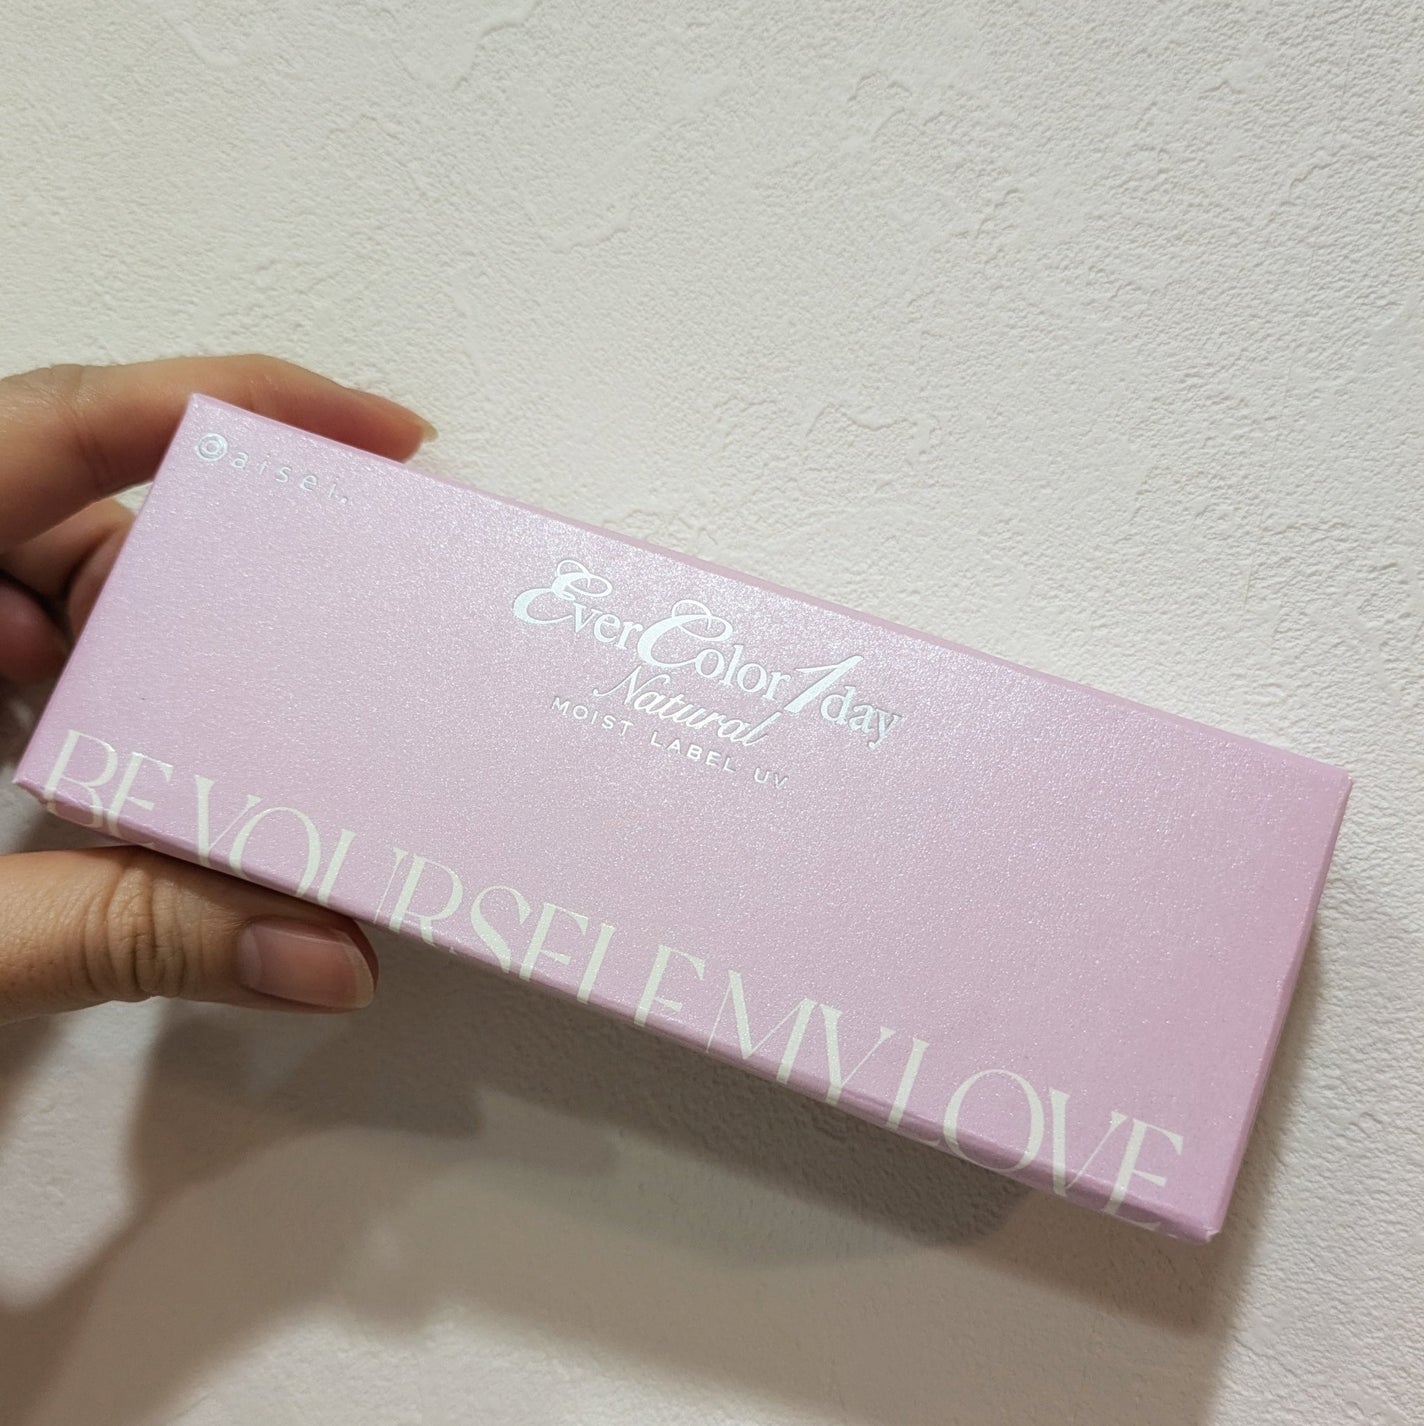 aisei
EverColor1day
Natural
MOIST LABEL UV
BE YOURSELF MY LOVE